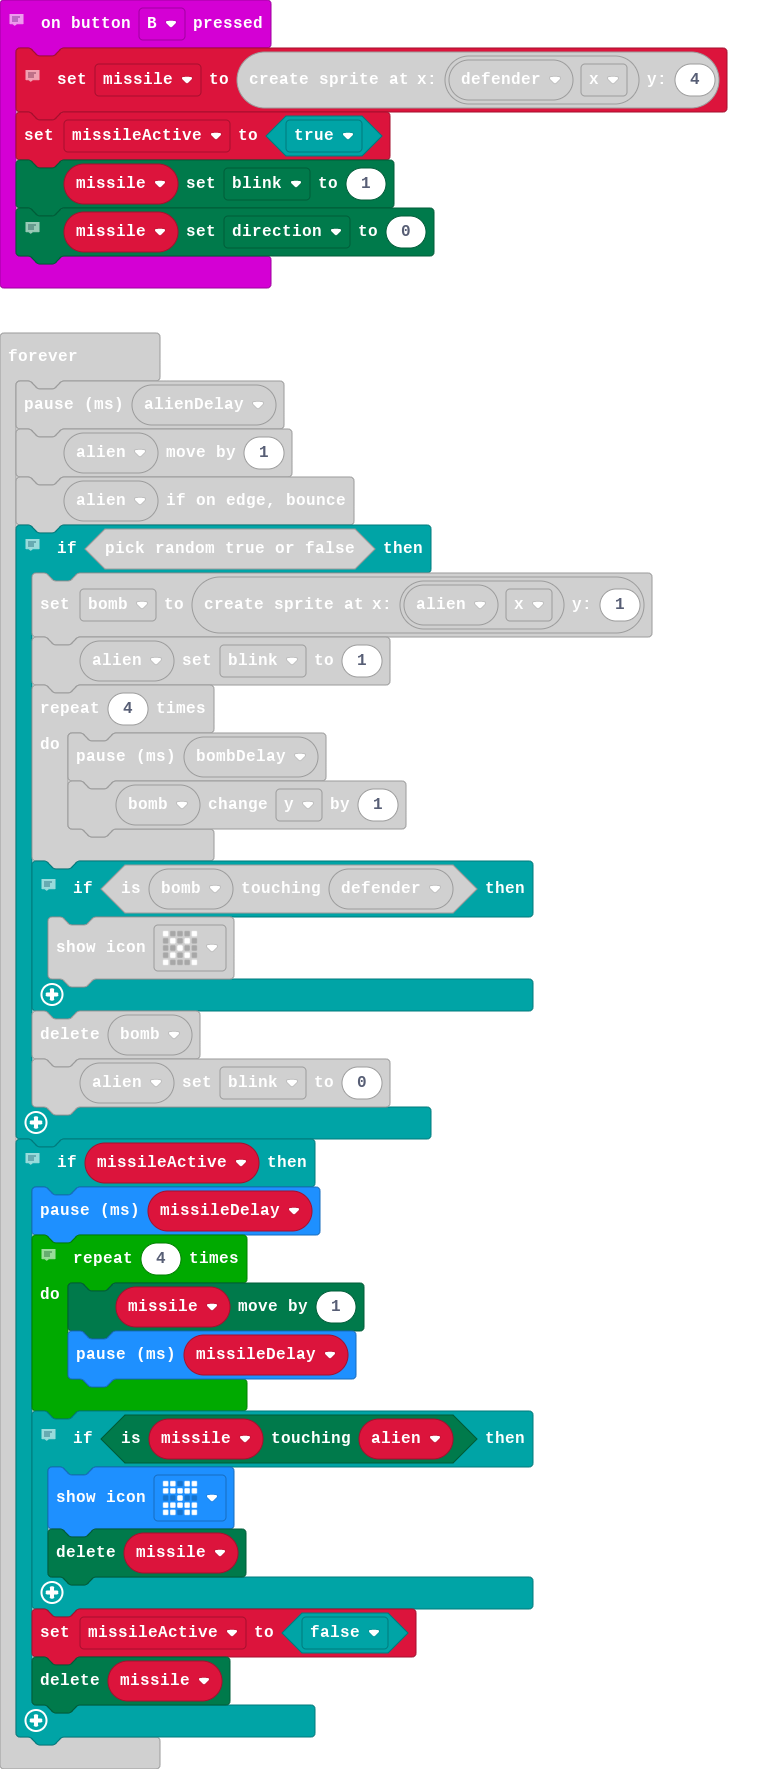 on button B pressed
set missile to create sprite at x: defender x y: 4
set missileActive to true
missile set blink to 1
missile set direction to 0
forever
pause (ms) alienDelay
alien move by 1
alien if on edge, bounce
if pick random true or false then
set bomb to create sprite at x: alien x y: 1
alien set blink to 1
repeat 4 times
do pause (ms) bombDelay
bomb change y by 1
if is bomb touching defender then
show icon
delete bomb
alien set blink to 0
if missileActive then
pause (ms) missileDelay
repeat 4 times
do missile move by 1
pause (ms) missileDelay
if is missile touching alien then
show icon
delete missile
set missileActive to false
delete missile